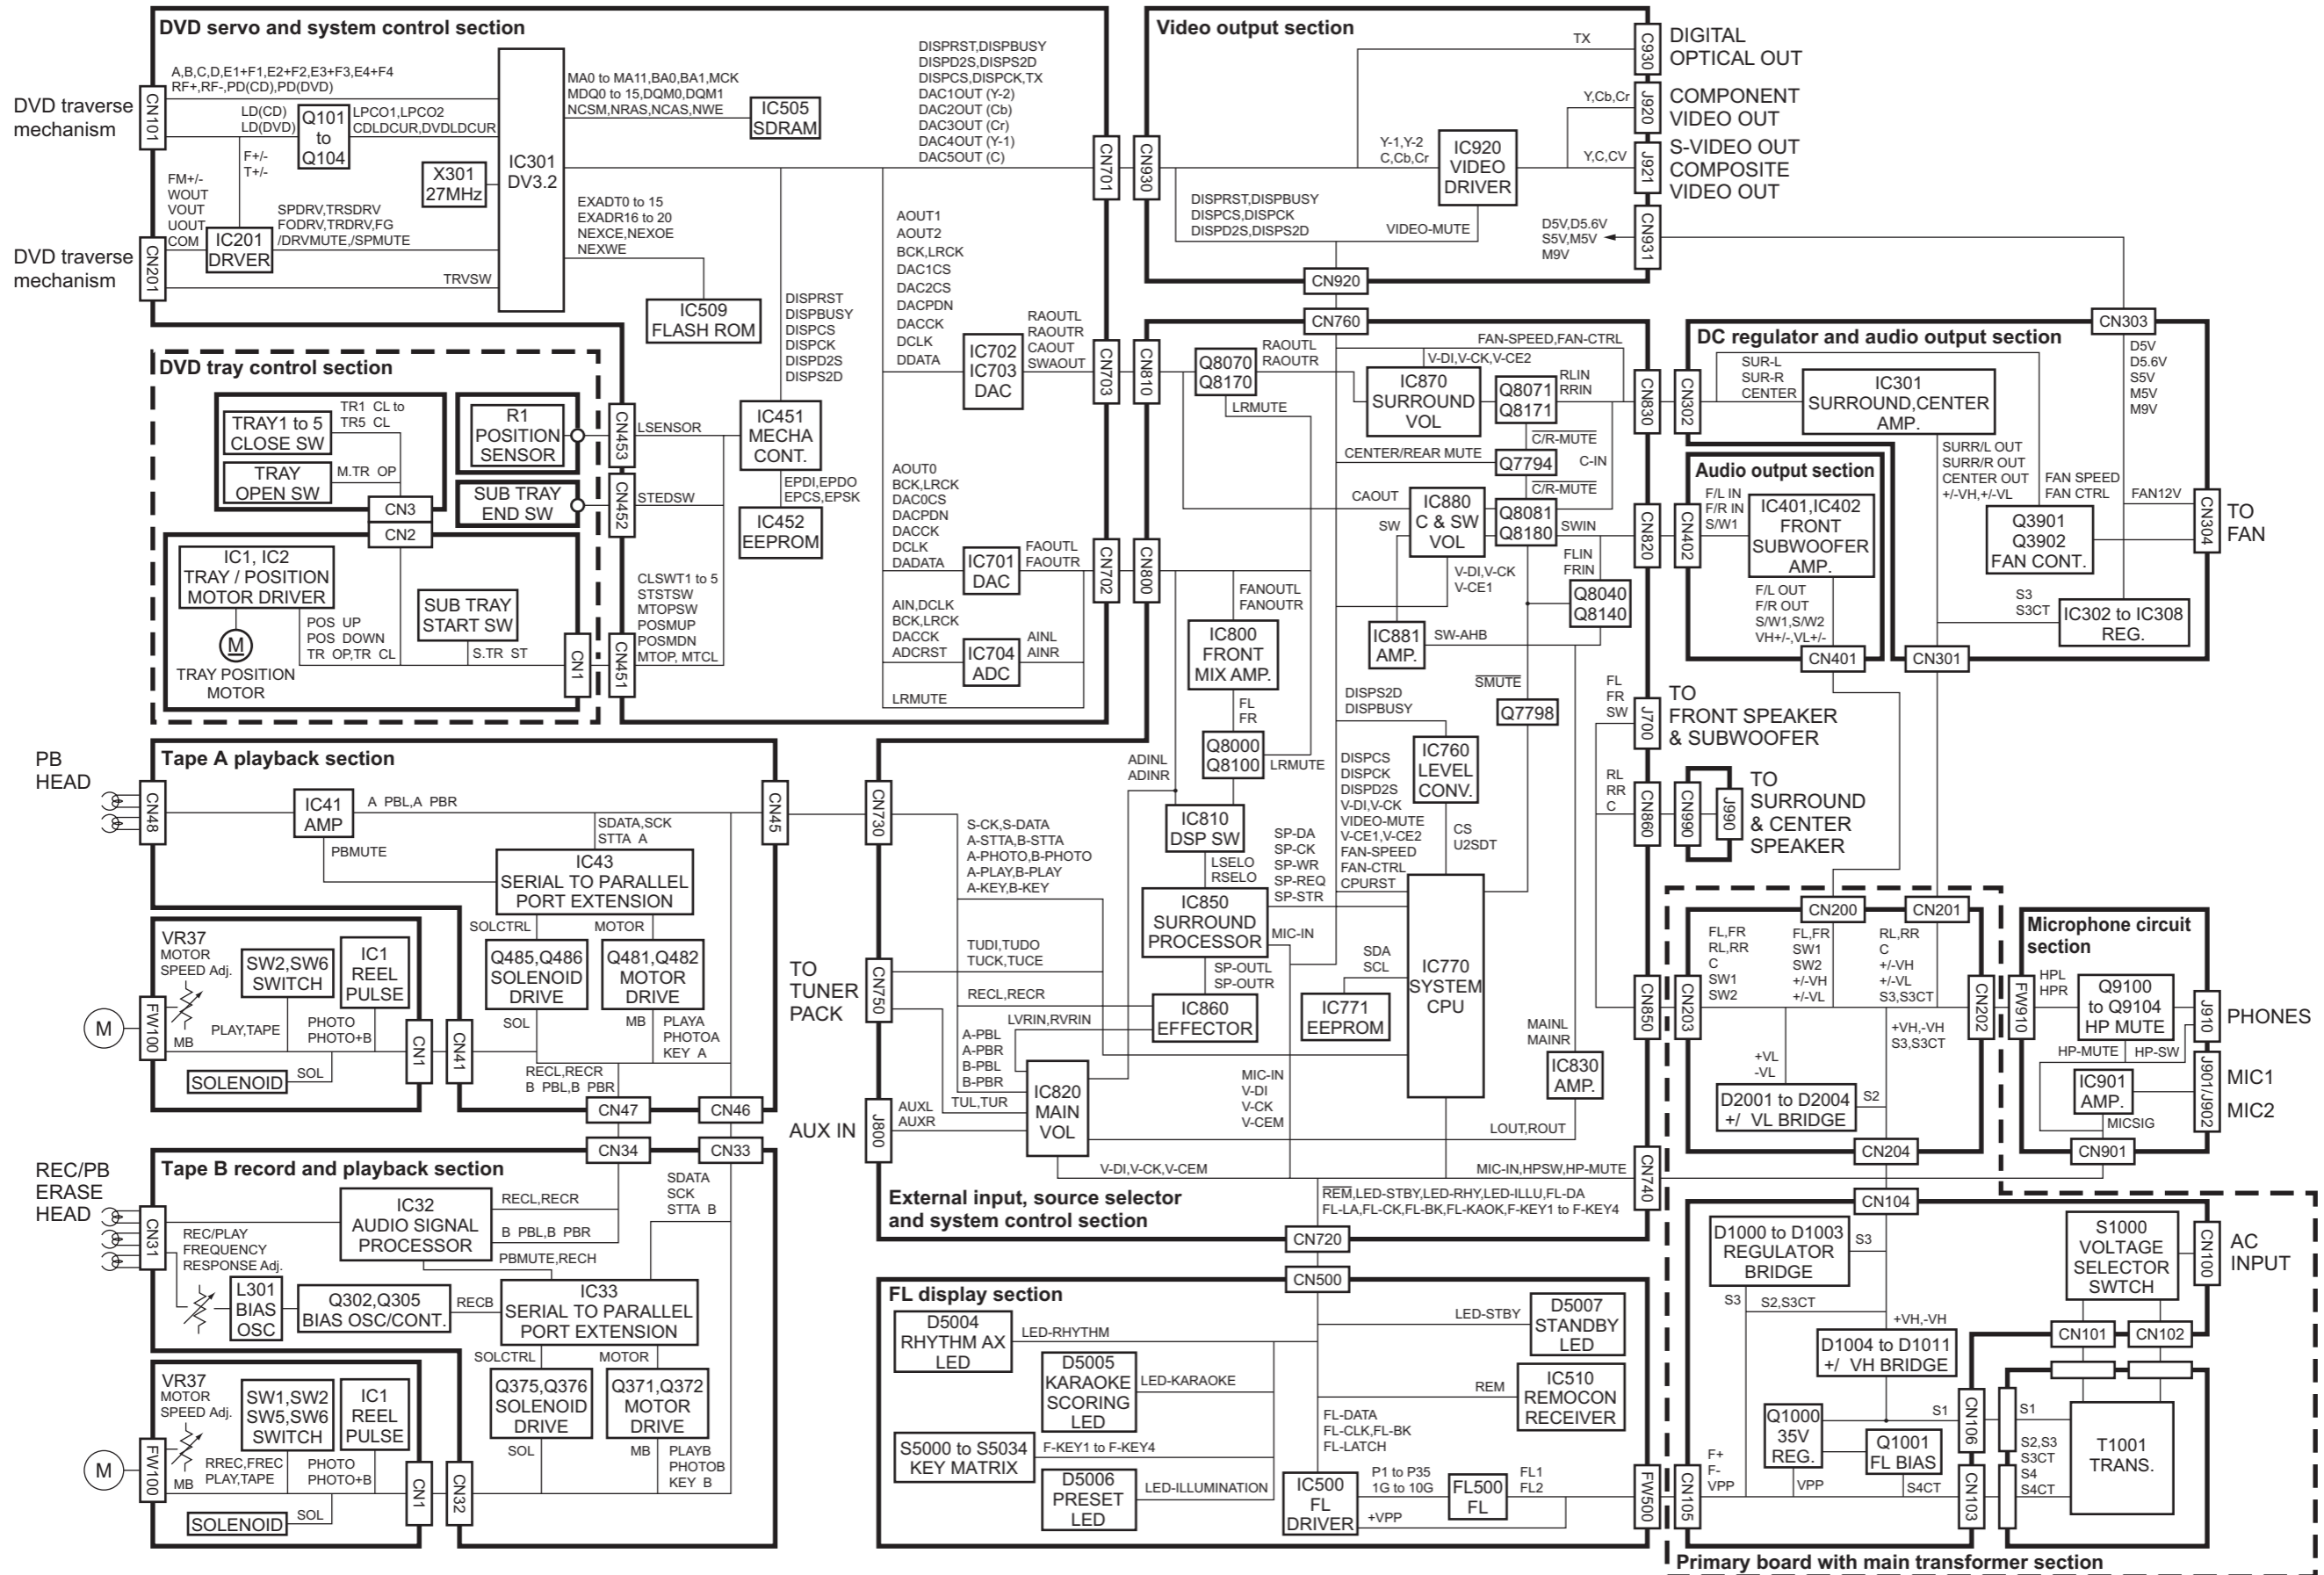 DVD servo and system control section
DVD traverse
mechanism
CN101
A,B,C,D,E1+F1,E2+F2,E3+F3,E4+F4
RF+,RF-,PD(CD),PD(DVD)
LD(CD)
LD(DVD)
Q101
to
Q104
LPCO1,LPCO2
CDLDCUR,DVDLDCUR
F+/-
T+/-
X301
27MHz
IC301
DV3.2
FM+/-
WOUT
VOUT
UOUT
COM
IC201
DRVER
SPDRV,TRSDRV
FODRV,TRDRV,FG
/DRVMUTE,/SPMUTE
DVD traverse
mechanism
CN201
TRVSW
MA0 to MA11,BA0,BA1,MCK
MDQ0 to 15,DQM0,DQM1
NCSM,NRAS,NCAS,NWE
IC505
SDRAM
EXADT0 to 15
EXADR16 to 20
NEXCE,NEXOE
NEXWE
IC509
FLASH ROM
DISPRST,DISPBUSY
DISPD2S,DISPS2D
DISPCS,DISPCK,TX
DAC1OUT (Y-2)
DAC2OUT (Cb)
DAC3OUT (Cr)
DAC4OUT (Y-1)
DAC5OUT (C)
CN701
DISPRST
DISPBUSY
DISPCS
DISPCK
DISPD2S
DISPS2D
AOUT1
AOUT2
BCK,LRCK
DAC1CS
DAC2CS
DACPDN
DACCK
DCLK
DDATA
IC702
IC703
DAC
RAOUTL
RAOUTR
CAOUT
SWAOUT
CN703
IC451
MECHA
CONT.
EPDI,EPDO
EPCS,EPSK
IC452
EEPROM
AOUT0
BCK,LRCK
DAC0CS
DACPDN
DACCK
DCLK
DADATA
IC701
DAC
FAOUTL
FAOUTR
CN702
AIN,DCLK
BCK,LRCK
DACCK
ADCRST
IC704
ADC
AINL
AINR
LRMUTE
DVD tray control section
TRAY1 to 5
CLOSE SW
TR1 CL to
TR5 CL
TRAY
OPEN SW
M.TR OP
CN3
CN2
R1
POSITION
SENSOR
SUB TRAY
END SW
CN453
LSENSOR
CN452
STEDSW
IC1, IC2
TRAY / POSITION
MOTOR DRIVER
M
TRAY POSITION
MOTOR
POS UP
POS DOWN
TR OP,TR CL
SUB TRAY
START SW
S.TR ST
CN1
CN451
CLSWT1 to 5
STSTSW
MTOPSW
POSMUP
POSMDN
MTOP, MTCL
Video output section
CN930
TX
C930
DIGITAL
OPTICAL OUT
Y,Cb,Cr
J920
COMPONENT
VIDEO OUT
Y-1,Y-2
C,Cb,Cr
IC920
VIDEO
DRIVER
Y,C,CV
J921
S-VIDEO OUT
COMPOSITE
VIDEO OUT
DISPRST,DISPBUSY
DISPCS,DISPCK
DISPD2S,DISPS2D
VIDEO-MUTE
D5V,D5.6V
S5V,M5V
M9V
CN931
CN920
CN760
CN810
Q8070
Q8170
RAOUTL
RAOUTR
LRMUTE
FAN-SPEED,FAN-CTRL
V-DI,V-CK,V-CE2
IC870
SURROUND
VOL
Q8071
Q8171
RLIN
RRIN
CN830
C/R-MUTE
CENTER/REAR MUTE
Q7794
C-IN
C/R-MUTE
CAOUT
SW
IC880
C & SW
VOL
Q8081
Q8180
SWIN
CN820
V-DI,V-CK
V-CE1
FLIN
FRIN
Q8040
Q8140
IC881
AMP.
SW-AHB
CN800
FANOUTL
FANOUTR
IC800
FRONT
MIX AMP.
FL
FR
Q8000
Q8100
LRMUTE
ADINL
ADINR
IC810
DSP SW
LSELO
RSELO
IC850
SURROUND
PROCESSOR
SP-DA
SP-CK
SP-WR
SP-REQ
SP-STR
MIC-IN
SP-OUTL
SP-OUTR
IC860
EFFECTOR
DISPS2D
DISPBUSY
DISPCS
DISPCK
DISPD2S
V-DI,V-CK
VIDEO-MUTE
V-CE1,V-CE2
FAN-SPEED
FAN-CTRL
CPURST
SMUTE
Q7798
IC760
LEVEL
CONV.
CS
U2SDT
SDA
SCL
IC771
EEPROM
IC770
SYSTEM
CPU
MAINL
MAINR
IC830
AMP.
LOUT,ROUT
CN730
S-CK,S-DATA
A-STTA,B-STTA
A-PHOTO,B-PHOTO
A-PLAY,B-PLAY
A-KEY,B-KEY
TO
TUNER
PACK
CN750
TUDI,TUDO
TUCK,TUCE
RECL,RECR
LVRIN,RVRIN
A-PBL
A-PBR
B-PBL
B-PBR
TUL,TUR
IC820
MAIN
VOL
AUX IN
J800
AUXL
AUXR
MIC-IN
V-DI
V-CK
V-CEM
V-DI,V-CK,V-CEM
MIC-IN,HPSW,HP-MUTE
CN740
REM,LED-STBY,LED-RHY,LED-ILLU,FL-DA
FL-LA,FL-CK,FL-BK,FL-KAOK,F-KEY1 to F-KEY4
External input, source selector
and system control section
CN720
FL
FR
SW
J700
TO
FRONT SPEAKER
& SUBWOOFER
RL
RR
C
CN860
CN990
J990
TO
SURROUND
& CENTER
SPEAKER
CN850
CN303
DC regulator and audio output section
CN302
SUR-L
SUR-R
CENTER
IC301
SURROUND,CENTER
AMP.
D5V
D5.6V
S5V
M5V
M9V
SURR/L OUT
SURR/R OUT
CENTER OUT
+/-VH,+/-VL
FAN SPEED
FAN CTRL
FAN12V
Q3901
Q3902
FAN CONT.
CN304
TO
FAN
S3
S3CT
IC302 to IC308
REG.
CN301
Audio output section
CN402
F/L IN
F/R IN
S/W1
IC401,IC402
FRONT
SUBWOOFER
AMP.
F/L OUT
F/R OUT
S/W1,S/W2
VH+/-,VL+/-
CN401
Tape A playback section
PB
HEAD
CN48
IC41
AMP
A PBL,A PBR
PBMUTE
SDATA,SCK
STTA A
IC43
SERIAL TO PARALLEL
PORT EXTENSION
CN45
SOLCTRL
MOTOR
Q485,Q486
SOLENOID
DRIVE
Q481,Q482
MOTOR
DRIVE
SOL
MB
PLAYA
PHOTOA
KEY A
VR37
MOTOR
SPEED Adj.
SW2,SW6
SWITCH
IC1
REEL
PULSE
M
FW100
MB
PLAY,TAPE
PHOTO
PHOTO+B
CN1
CN41
SOLENOID
SOL
RECL,RECR
B PBL,B PBR
CN47
CN46
CN34
CN33
Tape B record and playback section
REC/PB
ERASE
HEAD
CN31
IC32
AUDIO SIGNAL
PROCESSOR
RECL,RECR
B PBL,B PBR
SDATA
SCK
STTA B
REC/PLAY
FREQUENCY
RESPONSE Adj.
PBMUTE,RECH
L301
BIAS
OSC
Q302,Q305
BIAS OSC/CONT.
RECB
IC33
SERIAL TO PARALLEL
PORT EXTENSION
SOLCTRL
MOTOR
Q375,Q376
SOLENOID
DRIVE
Q371,Q372
MOTOR
DRIVE
SOL
MB
PLAYB
PHOTOB
KEY B
VR37
MOTOR
SPEED Adj.
SW1,SW2
SW5,SW6
SWITCH
IC1
REEL
PULSE
M
FW100
MB
RREC,FREC
PLAY,TAPE
PHOTO
PHOTO+B
CN1
CN32
SOLENOID
SOL
CN500
FL display section
D5004
RHYTHM AX
LED
LED-RHYTHM
D5005
KARAOKE
SCORING
LED
LED-KARAOKE
S5000 to S5034
KEY MATRIX
F-KEY1 to F-KEY4
D5006
PRESET
LED
LED-ILLUMINATION
LED-STBY
D5007
STANDBY
LED
REM
IC510
REMOCON
RECEIVER
FL-DATA
FL-CLK,FL-BK
FL-LATCH
IC500
FL
DRIVER
P1 to P35
1G to 10G
FL500
FL
FL1
FL2
+VPP
FW500
CN200
CN201
CN203
FL,FR
RL,RR
C
SW1
SW2
FL,FR
SW1
SW2
+/-VH
+/-VL
RL,RR
C
+/-VH
+/-VL
S3,S3CT
CN202
+VL
-VL
+VH,-VH
S3,S3CT
D2001 to D2004
+/ VL BRIDGE
S2
CN204
Microphone circuit
section
FW910
HPL
HPR
Q9100
to Q9104
HP MUTE
J910
PHONES
HP-MUTE
HP-SW
IC901
AMP.
J901/J902
MIC1
MIC2
MICSIG
CN901
CN104
D1000 to D1003
REGULATOR
BRIDGE
S3
S1000
VOLTAGE
SELECTOR
SWTCH
CN100
AC
INPUT
S3
S2,S3CT
+VH,-VH
D1004 to D1011
+/ VH BRIDGE
CN101
CN102
Q1000
35V
REG.
Q1001
FL BIAS
S1
CN106
S1
S2,S3
S3CT
S4
S4CT
T1001
TRANS.
CN105
F+
F-
VPP
VPP
S4CT
CN103
Primary board with main transformer section